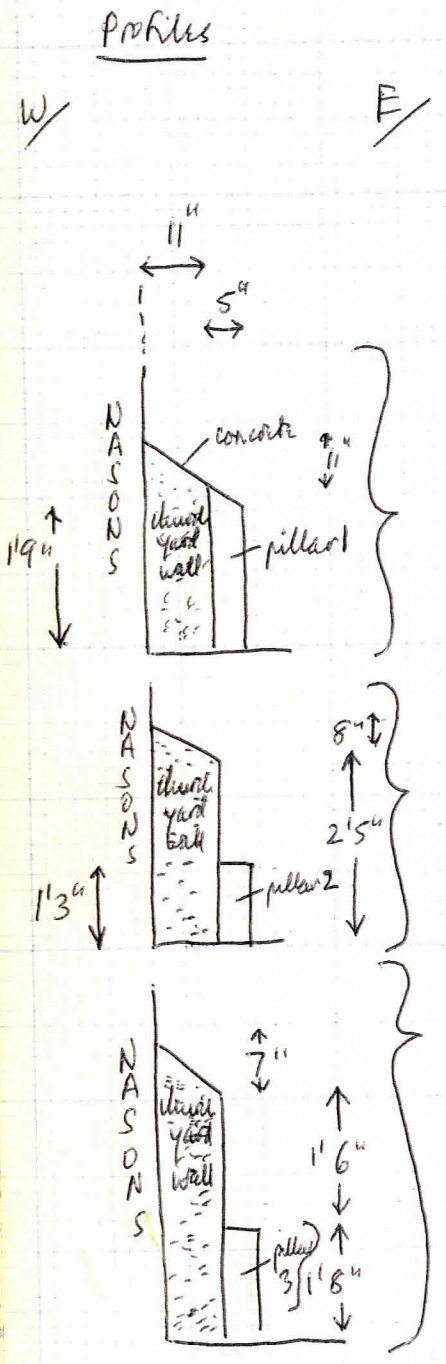 Profiles
W/ E/
11"
5"
NASONS
concrete
11"
church
yard
wall
pillar 1
1'9"
NASONS
8"
church
yard
wall
2'5"
pillar 2
1'3"
NASONS
7"
church
yard
wall
1'6"
pillar
3
1'8"